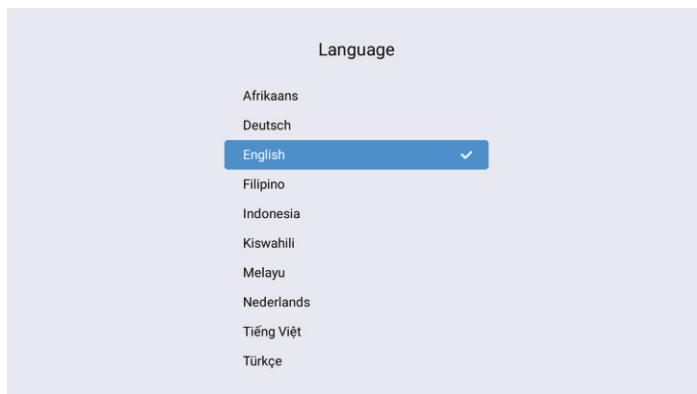 Language
Afrikaans
Deutsch
English
Filipino
Indonesia
Kiswahili
Melayu
Nederlands
Tiếng Việt
Türkçe